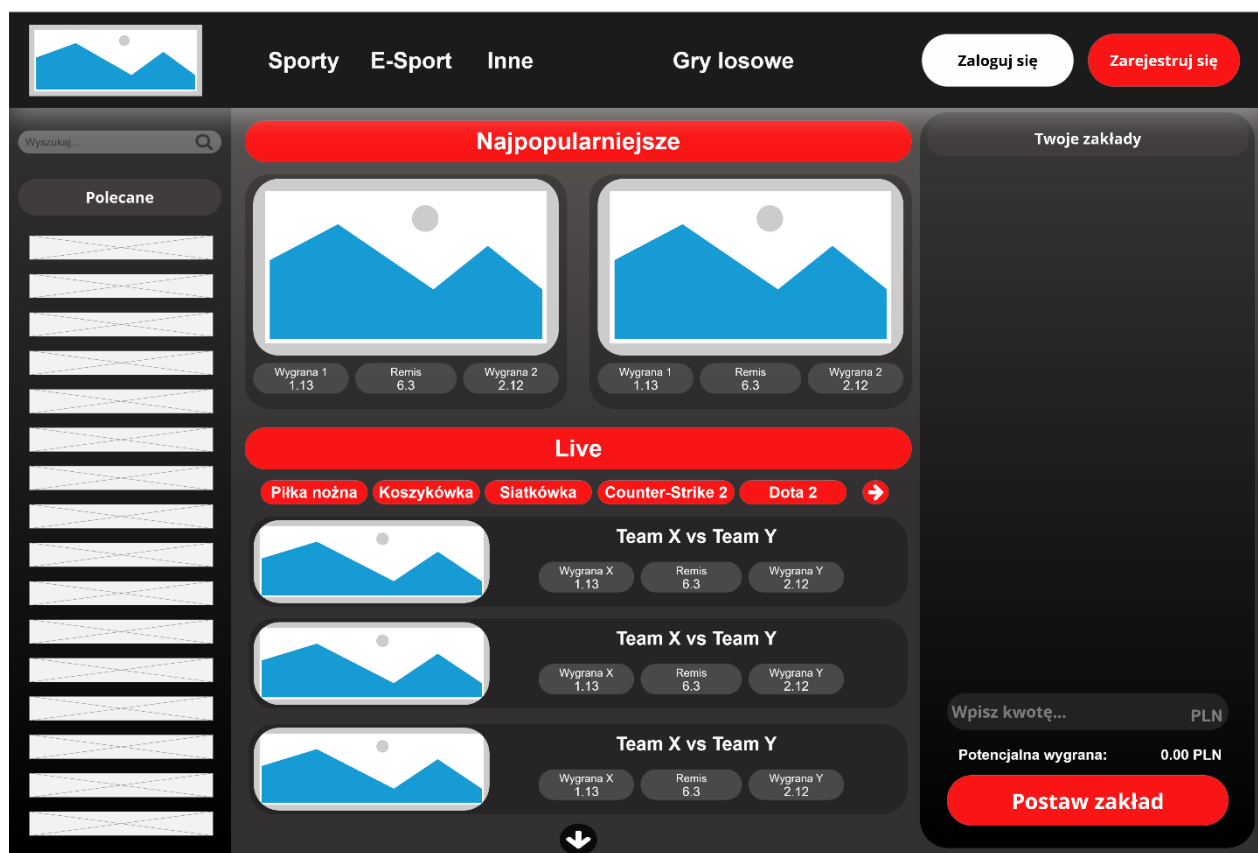 Sporty E-Sport Inne Gry losowe Zaloguj się Zarejestruj się
Wyszukaj...
Polecane
Najpopularniejsze
Wygrana 1 Remis Wygrana 2
1.13 6.3 2.12
Wygrana 1 Remis Wygrana 2
1.13 6.3 2.12
Live
Piłka nożna Koszykówka Siatkówka Counter-Strike 2 Dota 2
Team X vs Team Y
Wygrana X Remis Wygrana Y
1.13 6.3 2.12
Team X vs Team Y
Wygrana X Remis Wygrana Y
1.13 6.3 2.12
Team X vs Team Y
Wygrana X Remis Wygrana Y
1.13 6.3 2.12
Twoje zakłady
Wpisz kwotę... PLN
Potencjalna wygrana: 0.00 PLN
Postaw zakład